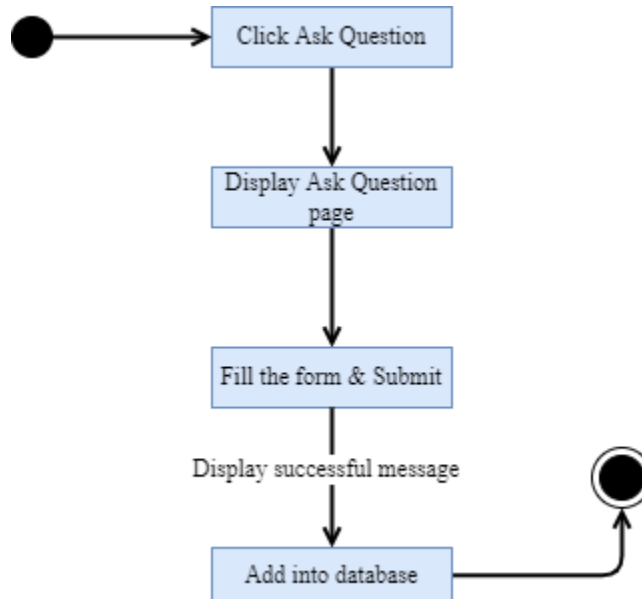 Click Ask Question
Display Ask Question
page
Fill the form & Submit
Display successful message
Add into database